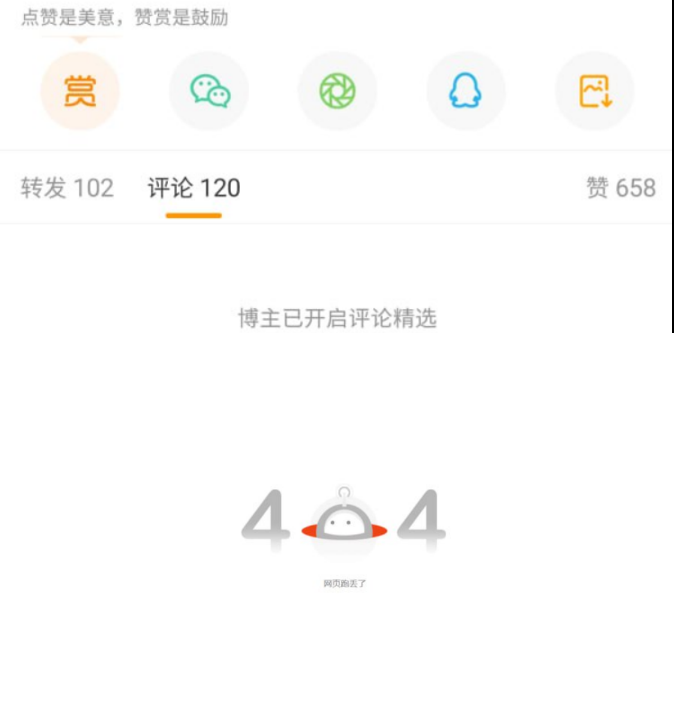 点赞是美意，赞赏是鼓励
赏
转发 102 评论 120 赞 658
博主已开启评论精选
404
网页跑丢了